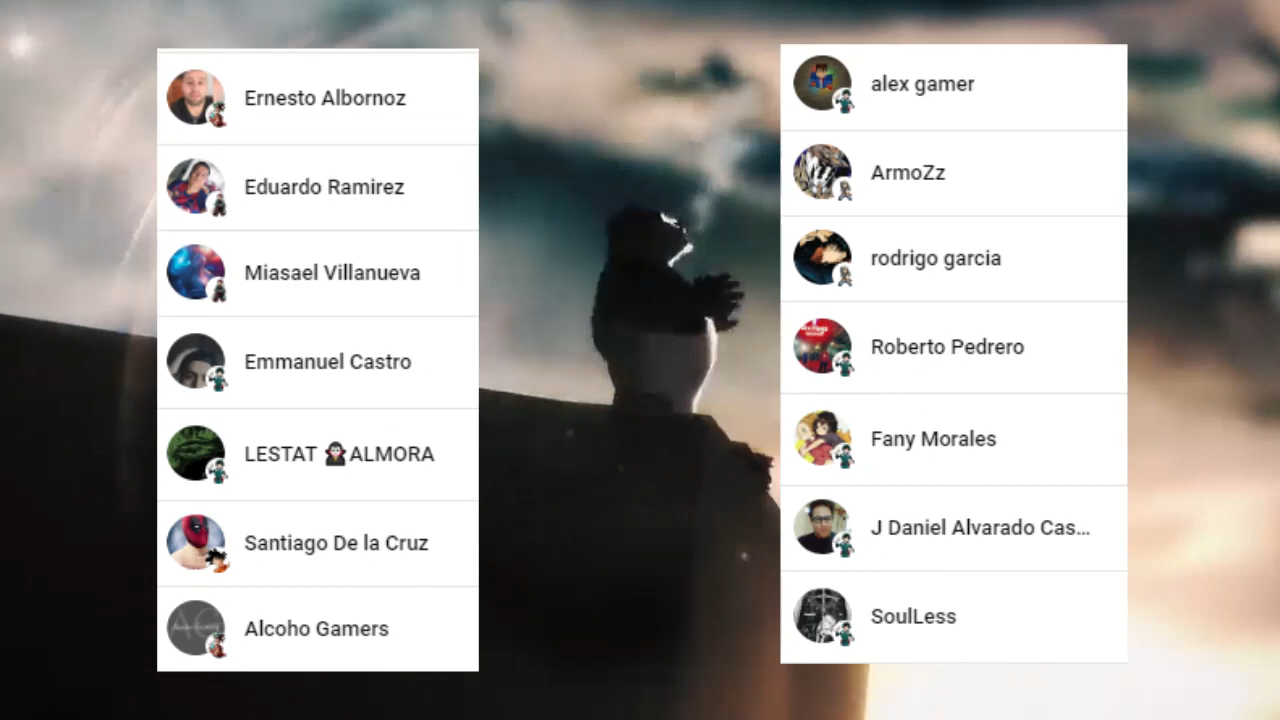 Ernesto Albornoz
Eduardo Ramirez
Miasael Villanueva
Emmanuel Castro
LESTAT 🧛ALMORA
Santiago De la Cruz
Alcoho Gamers
alex gamer
ArmoZz
rodrigo garcia
Roberto Pedrero
Fany Morales
J Daniel Alvarado Cas...
SoulLess